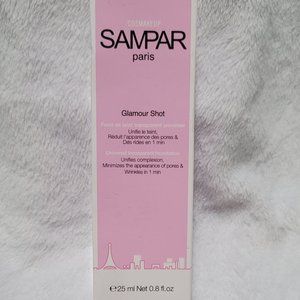 COSMAKEUP
SAMPAR
paris
Glamour Shot
Unifie le teint,
Réduit l'apparence des pores &
Des rides en 1 min
Unifies complexion,
Minimizes the appearance of pores &
Wrinkles in 1 min
℮25 ml Net 0.8 fl.oz